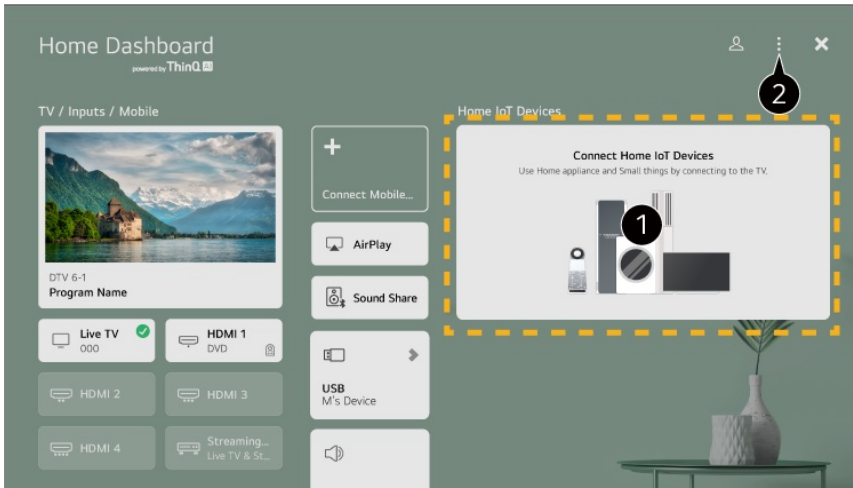 Home Dashboard
powered by ThinQ AI
2
TV / Inputs / Mobile
Home IoT Devices
Connect Mobile...
Connect Home IoT Devices
Use Home appliance and Small things by connecting to the TV.
1
AirPlay
DTV 6-1
Program Name
Sound Share
Live TV
000
HDMI 1
DVD
USB
M's Device
HDMI 2
HDMI 3
HDMI 4
Streaming...
Live TV & St...